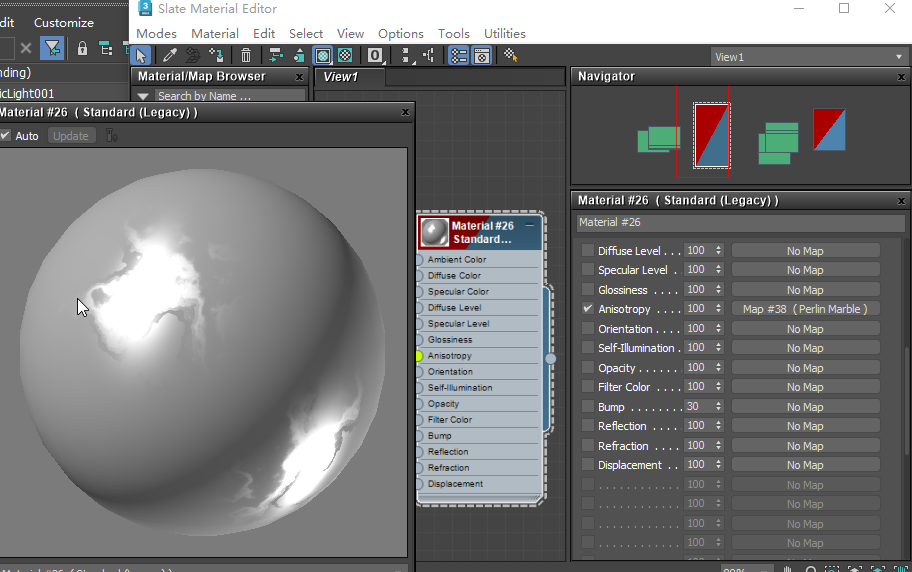 dit Customize
nding)
icLight001
3 Slate Material Editor
Modes Material Edit Select View Options Tools Utilities
0
View1
Material/Map Browser x
Search by Name ...
View1
Navigator x
Material #26 ( Standard (Legacy) ) x
Auto Update
Material #26
Standard...
Ambient Color
Diffuse Color
Specular Color
Diffuse Level
Specular Level
Glossiness
Anisotropy
Orientation
Self-Illumination
Opacity
Filter Color
Bump
Reflection
Refraction
Displacement
Material #26 ( Standard (Legacy) ) x
Material #26
Diffuse Level . . . 100 No Map
Specular Level . 100 No Map
Glossiness . . . . 100 No Map
Anisotropy . . . . 100 Map #38 ( Perlin Marble )
Orientation . . . . 100 No Map
Self-Illumination . 100 No Map
Opacity . . . . . . 100 No Map
Filter Color . . . 100 No Map
Bump . . . . . . . . 30 No Map
Reflection . . . . 100 No Map
Refraction . . . . 100 No Map
Displacement . . 100 No Map
. . . . . . . . . . . . 100 No Map
. . . . . . . . . . . . 100 No Map
. . . . . . . . . . . . 100 No Map
. . . . . . . . . . . . 100 No Map